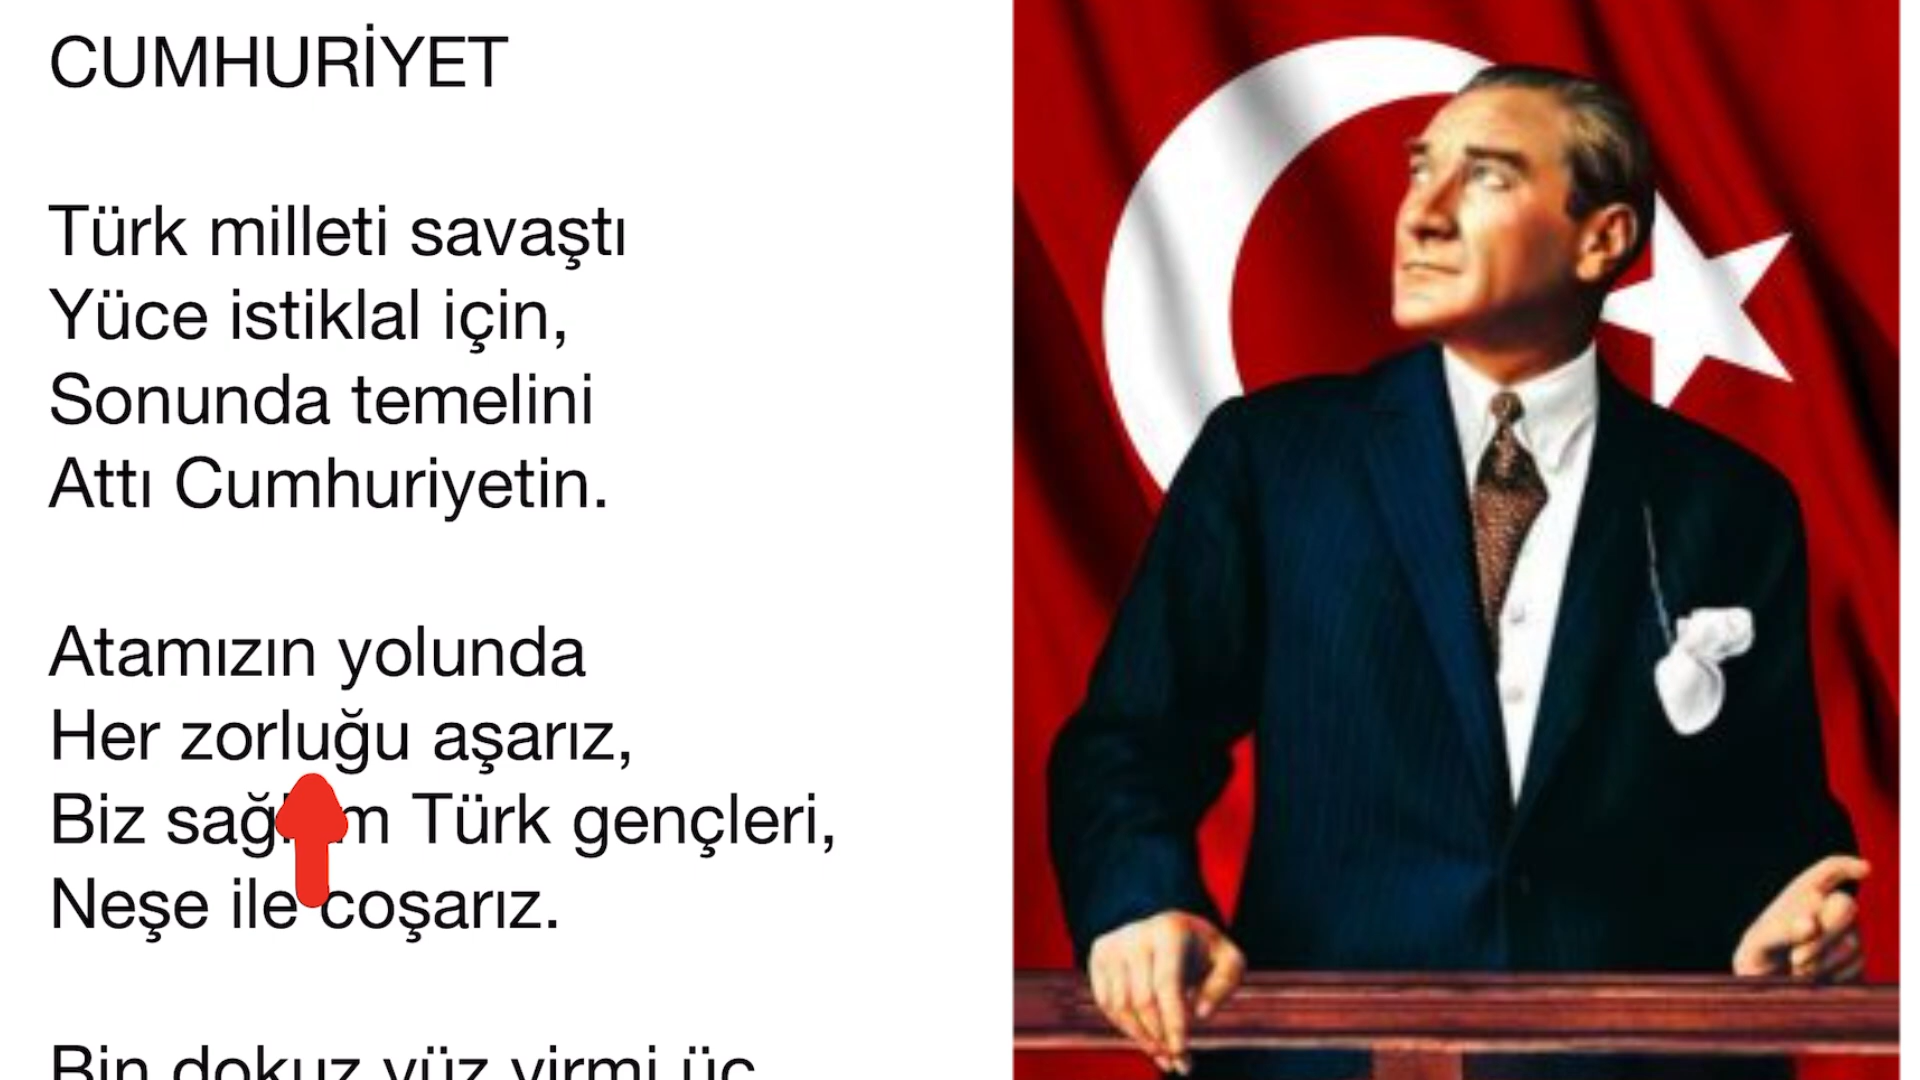 CUMHURİYET
Türk milleti savaştı
Yüce istiklal için,
Sonunda temelini
Attı Cumhuriyetin.
Atamızın yolunda
Her zorluğu aşarız,
Biz Türk gençleri,
Neşe ile coşarız.
Bin dokuz yüz yirmi üç